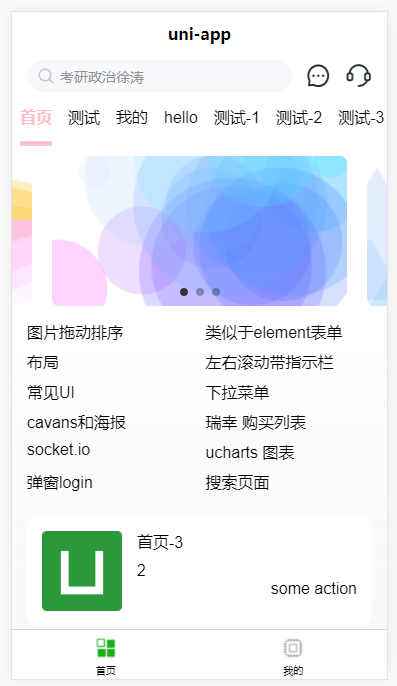 uni-app
考研政治徐涛
首页 测试 我的 hello 测试-1 测试-2 测试-3
图片拖动排序 类似于element表单
布局 左右滚动带指示栏
常见UI 下拉菜单
cavans和海报 瑞幸 购买列表
socket.io ucharts 图表
弹窗login 搜索页面
首页-3
2
some action
首页 我的